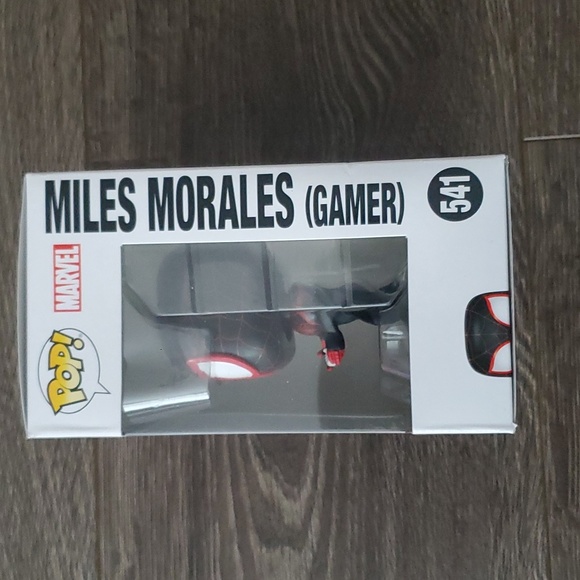 MILES MORALES (GAMER)
541
MARVEL
POP!